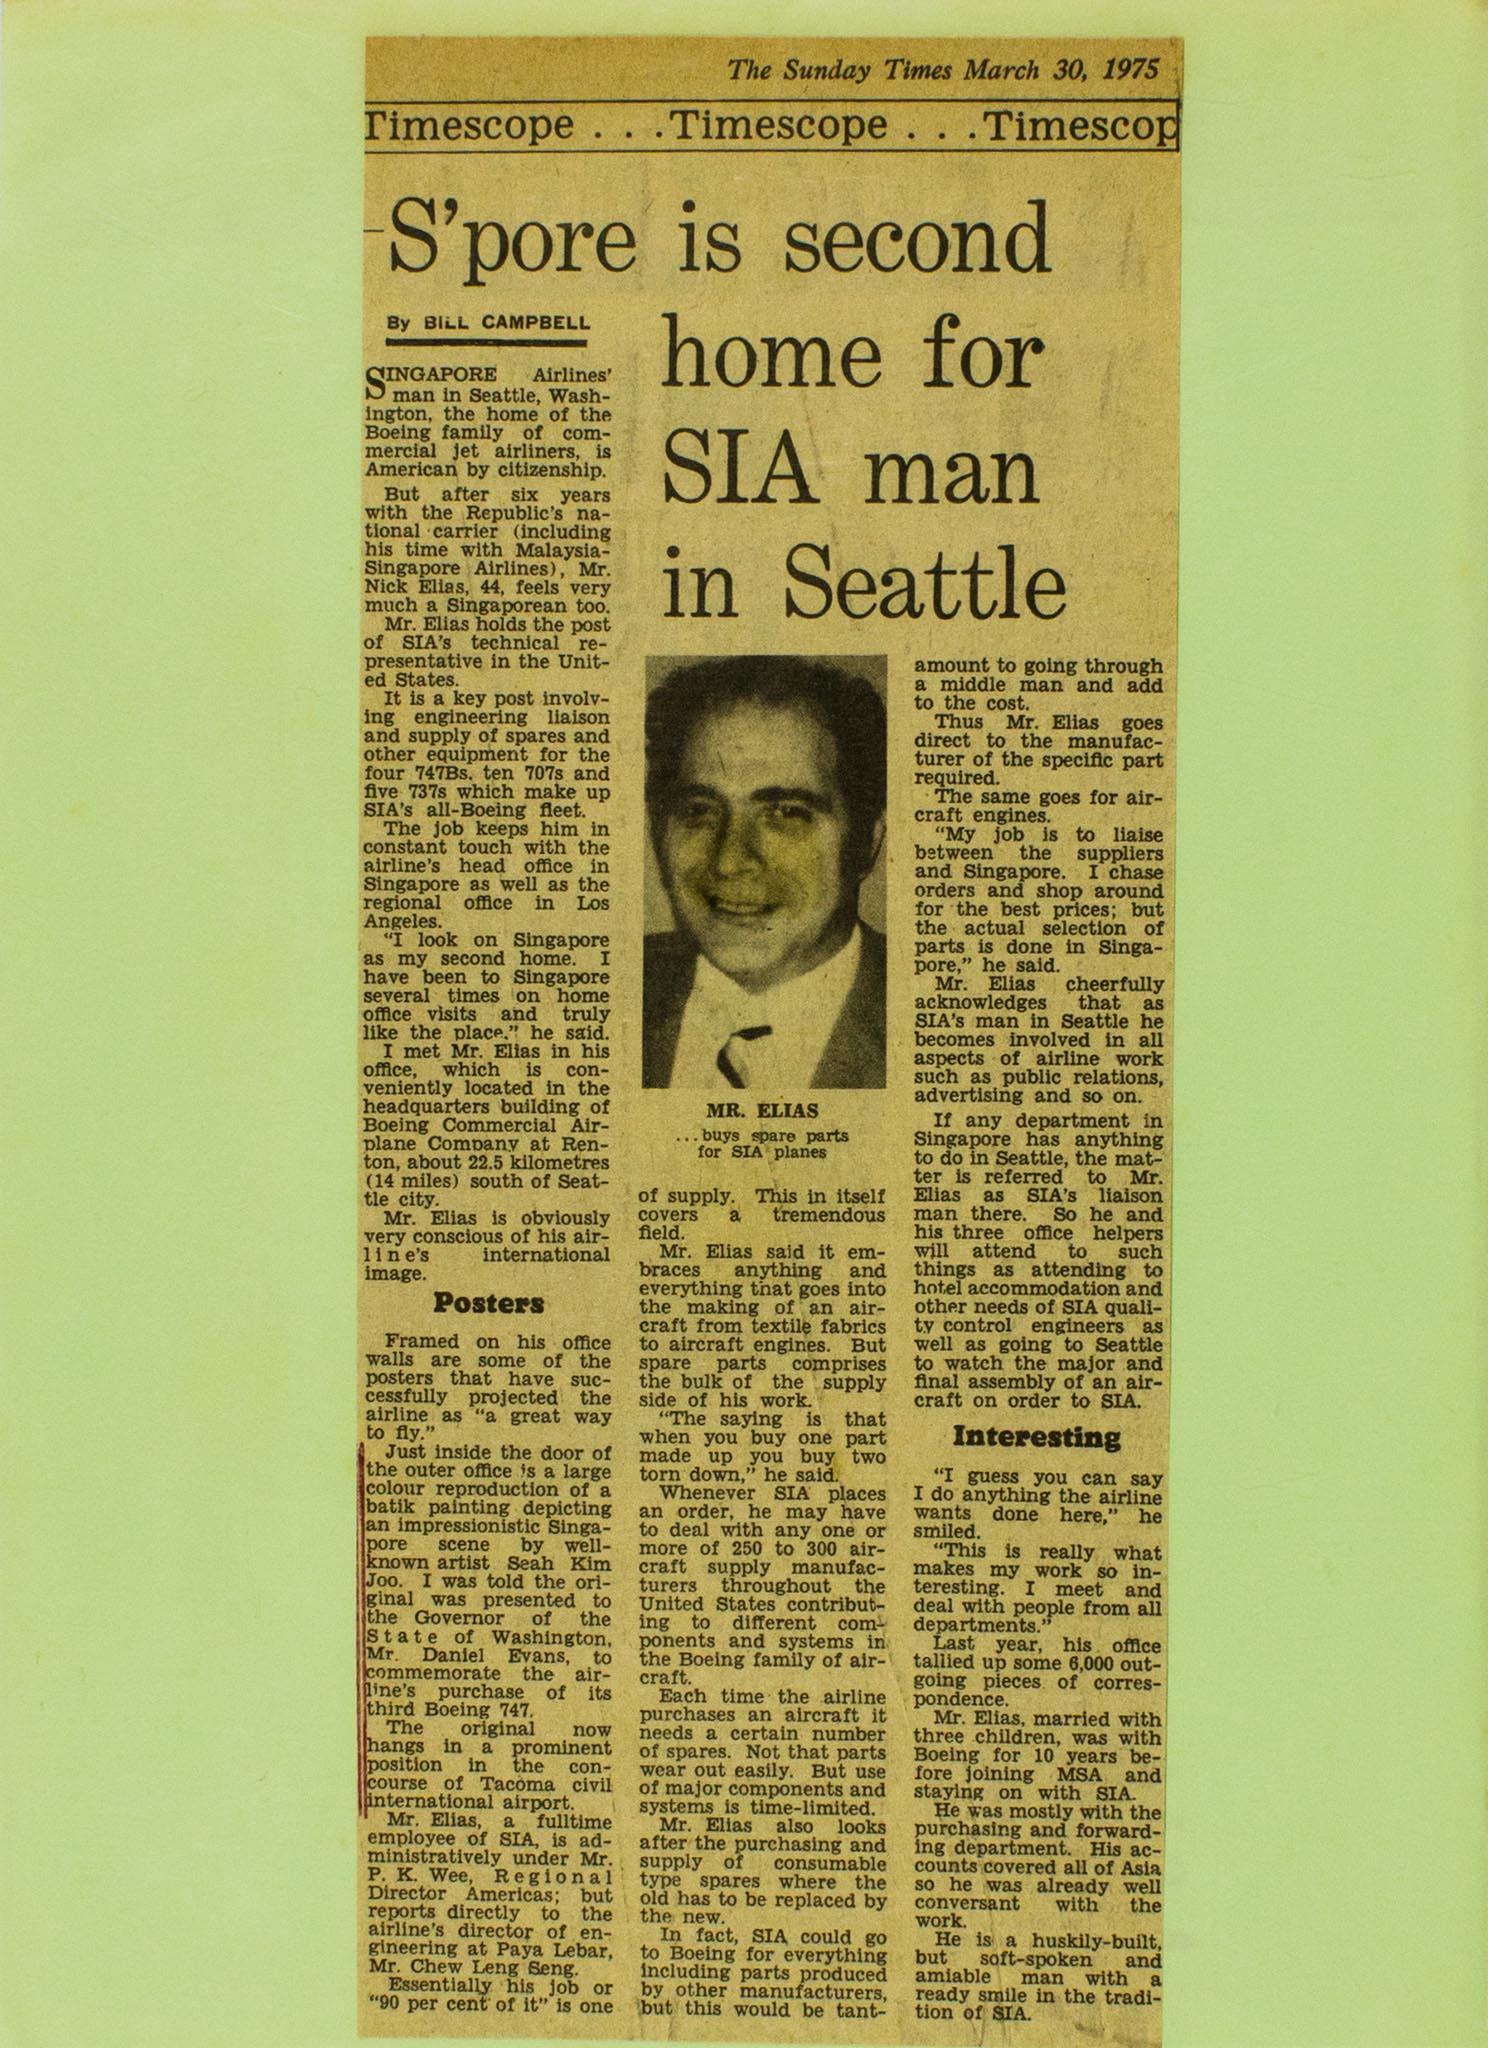 The Sunday Times March 30, 1975
Timescope . . . Timescope . . . Timescop
S'pore is second
home for
SIA man
in Seattle
By BILL CAMPBELL
SINGAPORE Airlines'
man in Seattle, Wash-
ington, the home of the
Boeing family of com-
mercial jet airliners, is
American by citizenship.
But after six years
with the Republic's na-
tional carrier (including
his time with Malaysia-
Singapore Airlines), Mr.
Nick Elias, 44, feels very
much a Singaporean too.
Mr. Elias holds the post
of SIA's technical re-
presentative in the Unit-
ed States.
It is a key post involv-
ing engineering liaison
and supply of spares and
other equipment for the
four 747Bs. ten 707s and
five 737s which make up
SIA's all-Boeing fleet.
The job keeps him in
constant touch with the
airline's head office in
Singapore as well as the
regional office in Los
Angeles.
"I look on Singapore
as my second home. I
have been to Singapore
several times on home
office visits and truly
like the place," he said.
I met Mr. Elias in his
office, which is con-
veniently located in the
headquarters building of
Boeing Commercial Air-
plane Company at Ren-
ton, about 22.5 kilometres
(14 miles) south of Seat-
tle city.
Mr. Elias is obviously
very conscious of his air-
line's international
image.
Posters
Framed on his office
walls are some of the
posters that have suc-
cessfully projected the
airline as "a great way
to fly."
Just inside the door of
the outer office is a large
colour reproduction of a
batik painting depicting
an impressionistic Singa-
pore scene by well-
known artist Seah Kim
Joo. I was told the ori-
ginal was presented to
the Governor of the
State of Washington,
Mr. Daniel Evans, to
commemorate the air-
line's purchase of its
third Boeing 747.
The original now
hangs in a prominent
position in the con-
course of Tacoma civil
international airport.
Mr. Elias, a fulltime
employee of SIA, is ad-
ministratively under Mr.
P. K. Wee, Regional
Director Americas; but
reports directly to the
airline's director of en-
gineering at Paya Lebar,
Mr. Chew Leng Seng.
Essentially his job or
"90 per cent of it" is one
MR. ELIAS
...buys spare parts
for SIA planes
of supply. This in itself
covers a tremendous
field.
Mr. Elias said it em-
braces anything and
everything that goes into
the making of an air-
craft from textile fabrics
to aircraft engines. But
spare parts comprises
the bulk of the supply
side of his work.
"The saying is that
when you buy one part
made up you buy two
torn down," he said.
Whenever SIA places
an order, he may have
to deal with any one or
more of 250 to 300 air-
craft supply manufac-
turers throughout the
United States contribut-
ing to different com-
ponents and systems in
the Boeing family of air-
craft.
Each time the airline
purchases an aircraft it
needs a certain number
of spares. Not that parts
wear out easily. But use
of major components and
systems is time-limited.
Mr. Elias also looks
after the purchasing and
supply of consumable
type spares where the
old has to be replaced by
the new.
In fact, SIA could go
to Boeing for everything
including parts produced
by other manufacturers,
but this would be tant-
amount to going through
a middle man and add
to the cost.
Thus Mr. Elias goes
direct to the manufac-
turer of the specific part
required.
The same goes for air-
craft engines.
"My job is to liaise
between the suppliers
and Singapore. I chase
orders and shop around
for the best prices; but
the actual selection of
parts is done in Singa-
pore," he said.
Mr. Elias cheerfully
acknowledges that as
SIA's man in Seattle he
becomes involved in all
aspects of airline work
such as public relations,
advertising and so on.
If any department in
Singapore has anything
to do in Seattle, the mat-
ter is referred to Mr.
Elias as SIA's liaison
man there. So he and
his three office helpers
will attend to such
things as attending to
hotel accommodation and
other needs of SIA quali-
ty control engineers as
well as going to Seattle
to watch the major and
final assembly of an air-
craft on order to SIA.
Interesting
"I guess you can say
I do anything the airline
wants done here," he
smiled.
"This is really what
makes my work so in-
teresting. I meet and
deal with people from all
departments."
Last year, his office
tallied up some 6,000 out-
going pieces of corres-
pondence.
Mr. Elias, married with
three children, was with
Boeing for 10 years be-
fore joining MSA and
staying on with SIA.
He was mostly with the
purchasing and forward-
ing department. His ac-
counts covered all of Asia
so he was already well
conversant with the
work.
He is a huskily-built,
but soft-spoken and
amiable man with a
ready smile in the tradi-
tion of SIA.